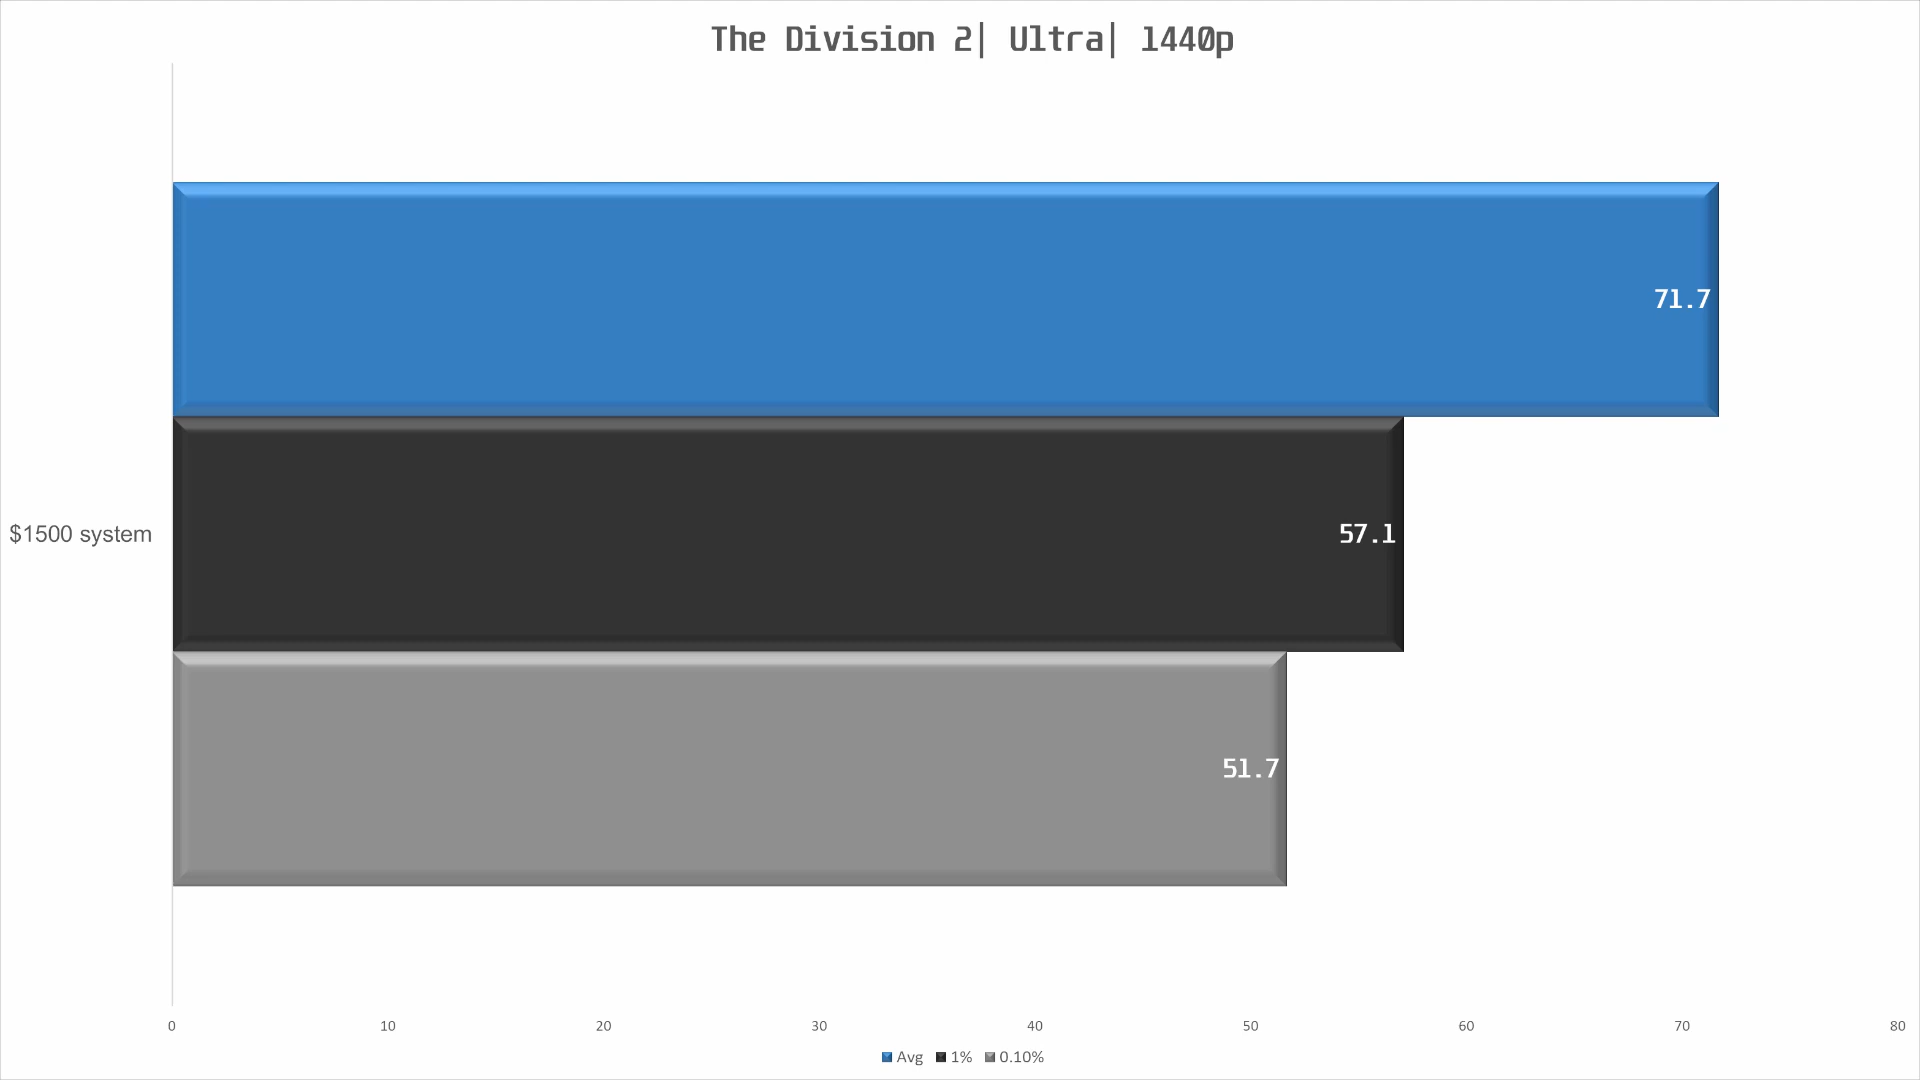 The Division 2| Ultra| 1440p
71.7
$1500 system
57.1
51.7
0 10 20 30 40 50 60 70 80
Avg 1% 0.10%